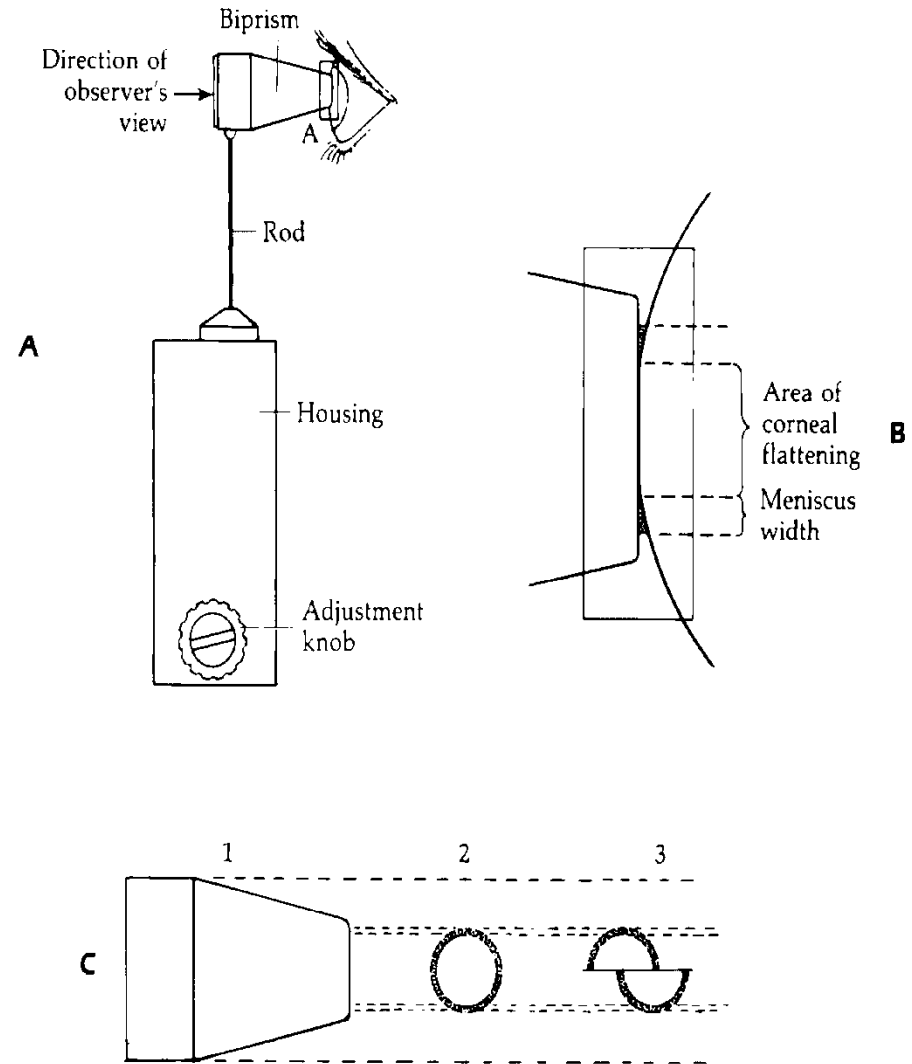 Biprism
Direction of
observer's
view
A
Rod
A
Housing
Adjustment
knob
Area of
corneal
flattening
B
Meniscus
width
1
2
3
C